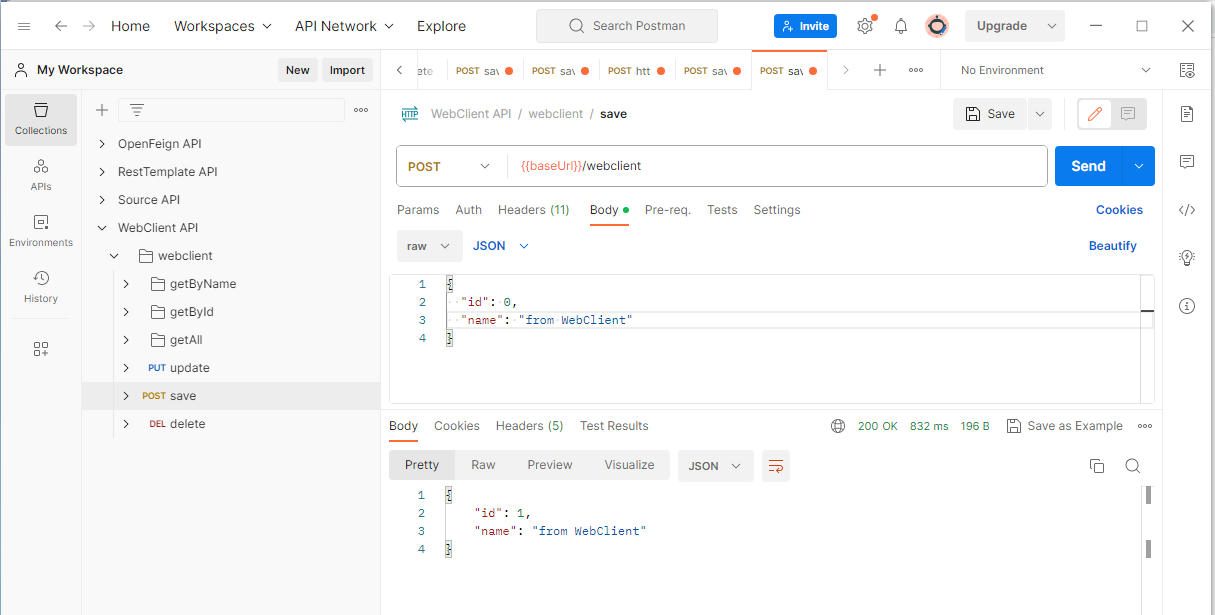 Home Workspaces API Network Explore Search Postman Invite Upgrade
My Workspace New Import
POST POST POST htt POST POST No Environment
Collections
APIs
Environments
History
OpenFeign API
RestTemplate API
Source API
WebClient API
webclient
getByName
getById
getAll
PUT update
POST save
DEL delete
HTTP WebClient API / webclient / save Save
POST {{baseUrl}}/webclient Send
Params Auth Headers (11) Body Pre-req. Tests Settings Cookies
raw JSON Beautify
1 {
2 "id": 0,
3 "name": "from WebClient"
4 }
Body Cookies Headers (5) Test Results 200 OK 832 ms 196 B Save as Example
Pretty Raw Preview Visualize JSON
1 {
2 "id": 1,
3 "name": "from WebClient"
4 }